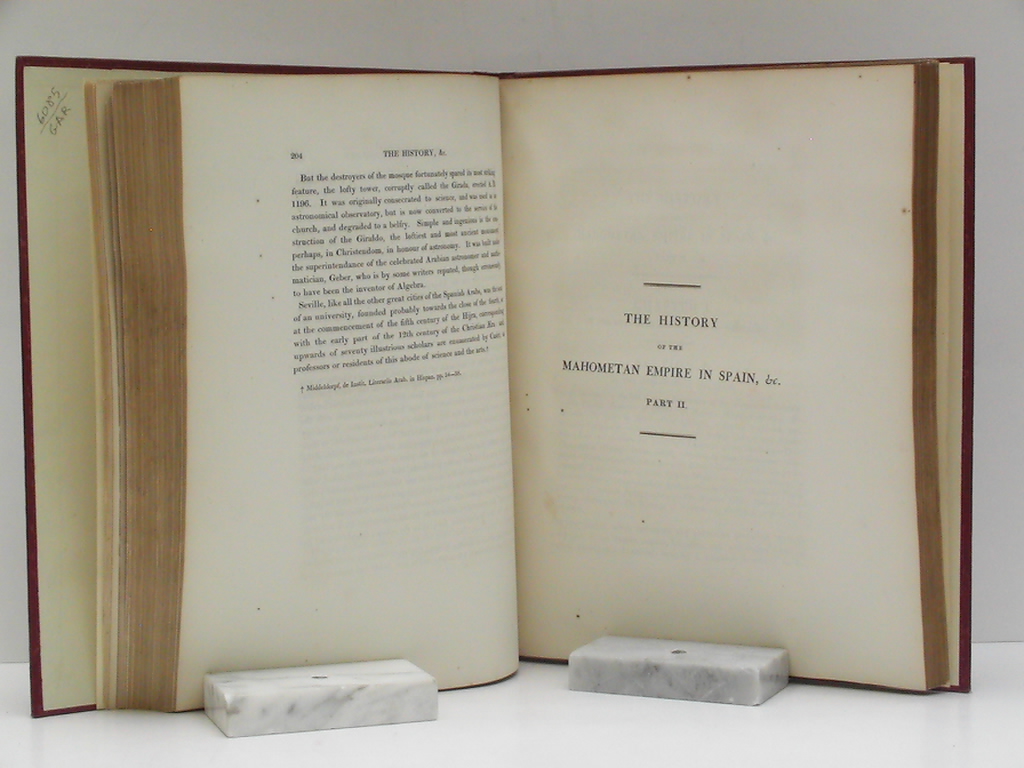 6085
GAR
204 THE HISTORY, &c.
But the destroyers of the mosque fortunately spared its most striking
feature, the lofty tower, corruptly called the Girada, erected A.D.
1196. It was originally consecrated to science, and was used as an
astronomical observatory, but is now converted to the service of the
church, and degraded to a belfry. Simple and ingenious is the con-
struction of the Giraldo, the loftiest and most ancient monument,
perhaps, in Christendom, in honour of astronomy. It was built under
the superintendance of the celebrated Arabian astronomer and mathe-
matician, Geber, who is by some writers reputed, though erroneously,
to have been the inventor of Algebra.
Seville, like all the other great cities of the Spanish Arabs, was the seat
of an university, founded probably towards the close of the fourth, or
at the commencement of the fifth century of the Hijra, corresponding
with the early part of the 12th century of the Christian Æra and
upwards of seventy illustrious scholars are enumerated by Casiri, as
professors or residents of this abode of science and the arts.†
† Middeldorpf, de Instit. Literariis Arab. in Hispan. pp.
THE HISTORY
OF THE
MAHOMETAN EMPIRE IN SPAIN, &c.
PART II.